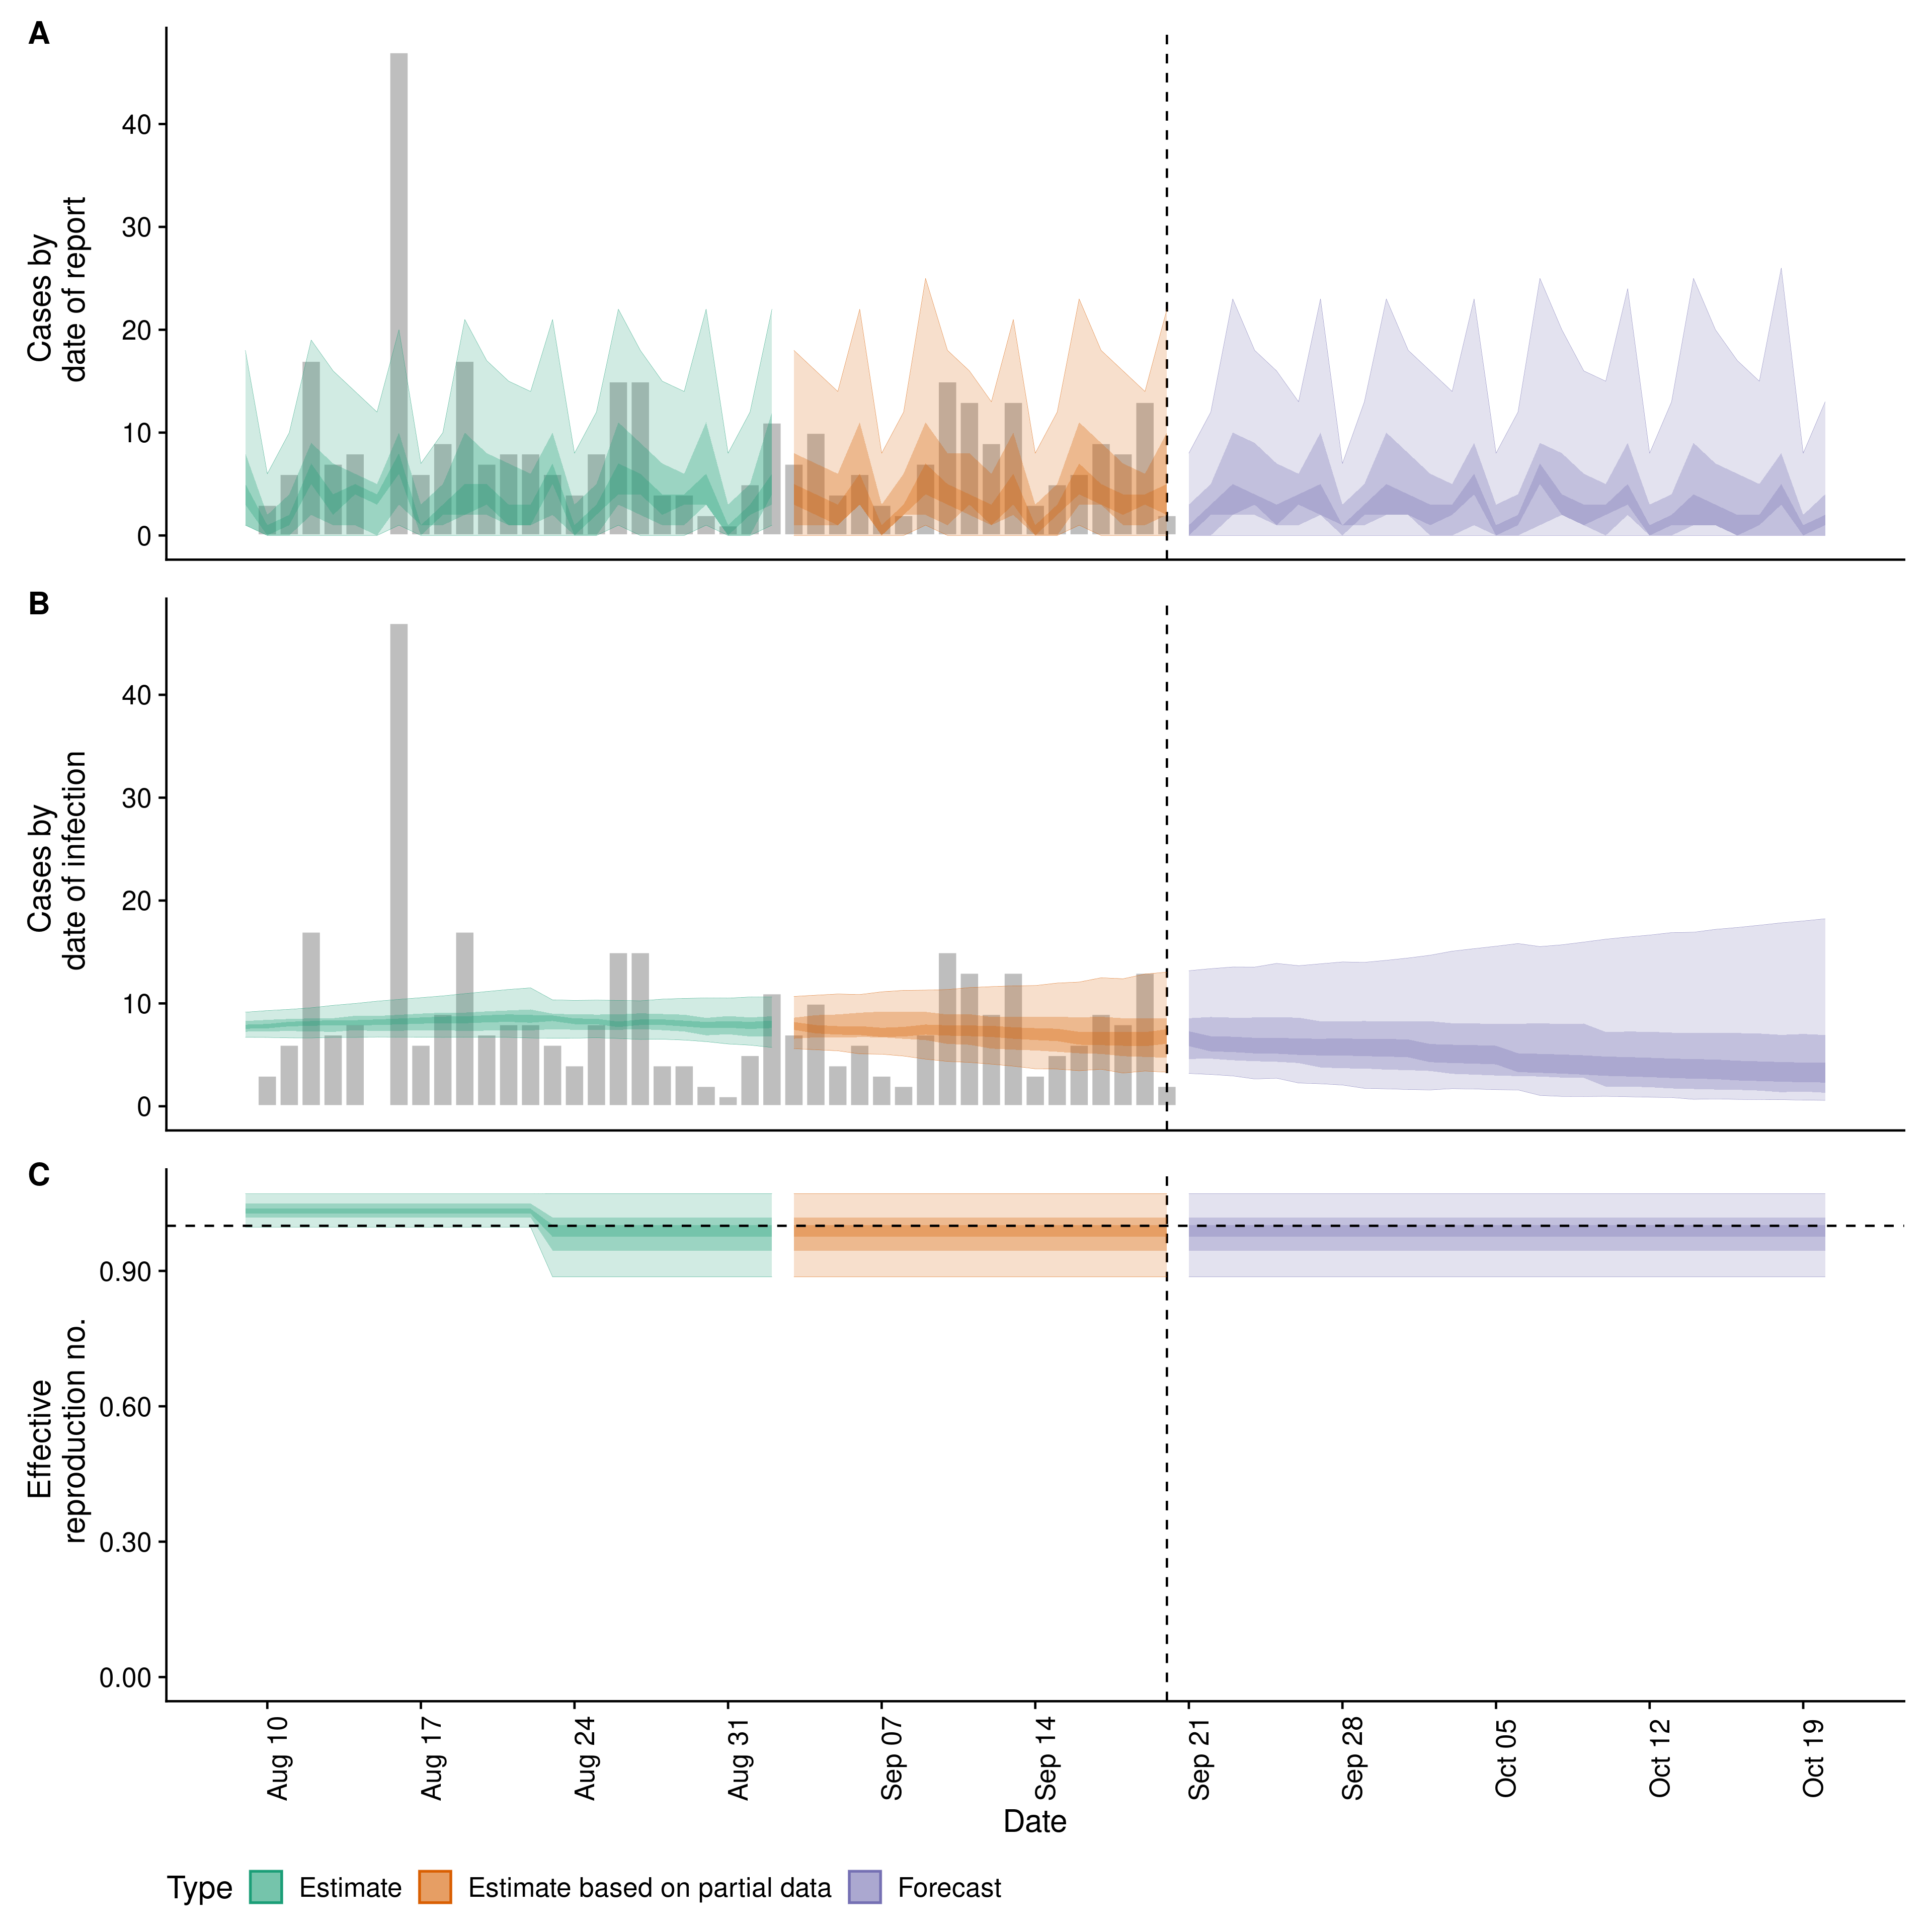 A
Cases by
date of report
40
30
20
10
0
B
Cases by
date of infection
40
30
20
10
0
C
Effective
reproduction no.
0.90
0.60
0.30
0.00
Aug 10
Aug 17
Aug 24
Aug 31
Sep 07
Sep 14
Sep 21
Sep 28
Oct 05
Oct 12
Oct 19
Date
Type Estimate Estimate based on partial data Forecast